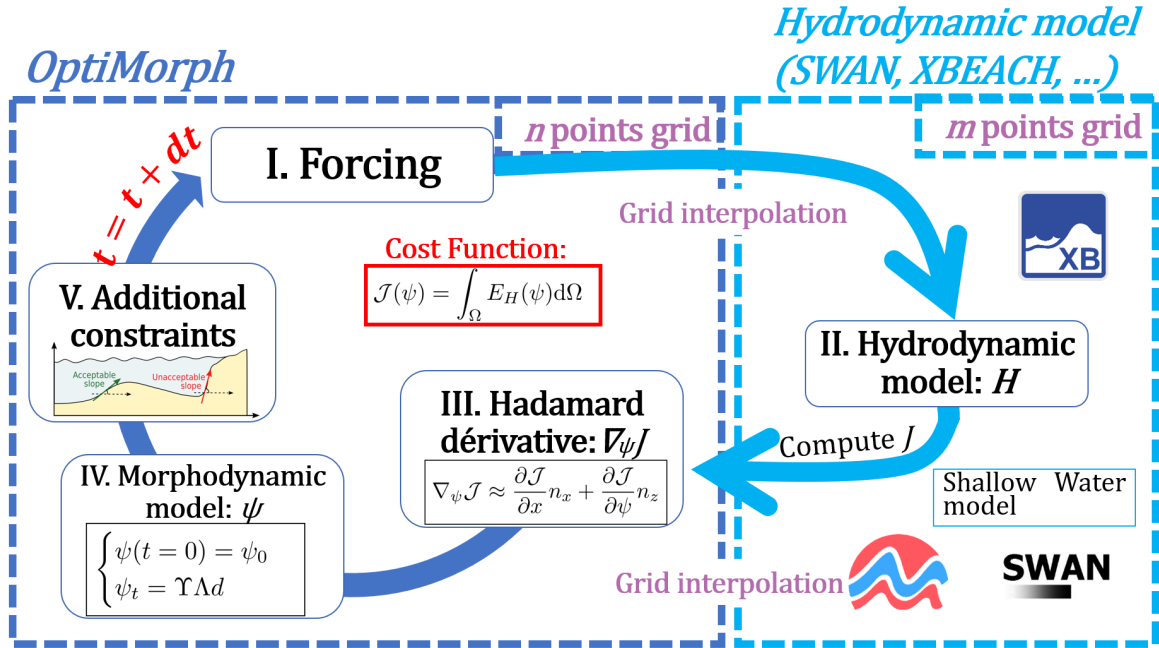 OptiMorph
Hydrodynamic model
(SWAN, XBEACH, …)
n points grid
m points grid
I. Forcing
t = t + dt
Grid interpolation
XB
Cost Function:
𝒥(ψ) = ∫_Ω E_H(ψ)dΩ
V. Additional
constraints
Acceptable
slope
Unacceptable
slope
II. Hydrodynamic
model: H
III. Hadamard
dérivative: ∇ψJ
∇_ψ 𝒥 ≈ ∂𝒥/∂x n_x + ∂𝒥/∂ψ n_z
Compute J
IV. Morphodynamic
model: ψ
ψ(t = 0) = ψ_0
ψ_t = ΥΛd
Shallow Water
model
Grid interpolation
SWAN